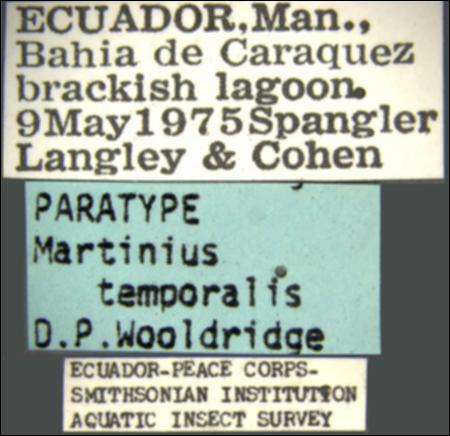 ECUADOR,Man.,
Bahia de Caraquez
brackish lagoon.
9May1975Spangler
Langley & Cohen
PARATYPE
Martinius
temporalis
D.P.Wooldridge
ECUADOR-PEACE CORPS-
SMITHSONIAN INSTITUTION
AQUATIC INSECT SURVEY